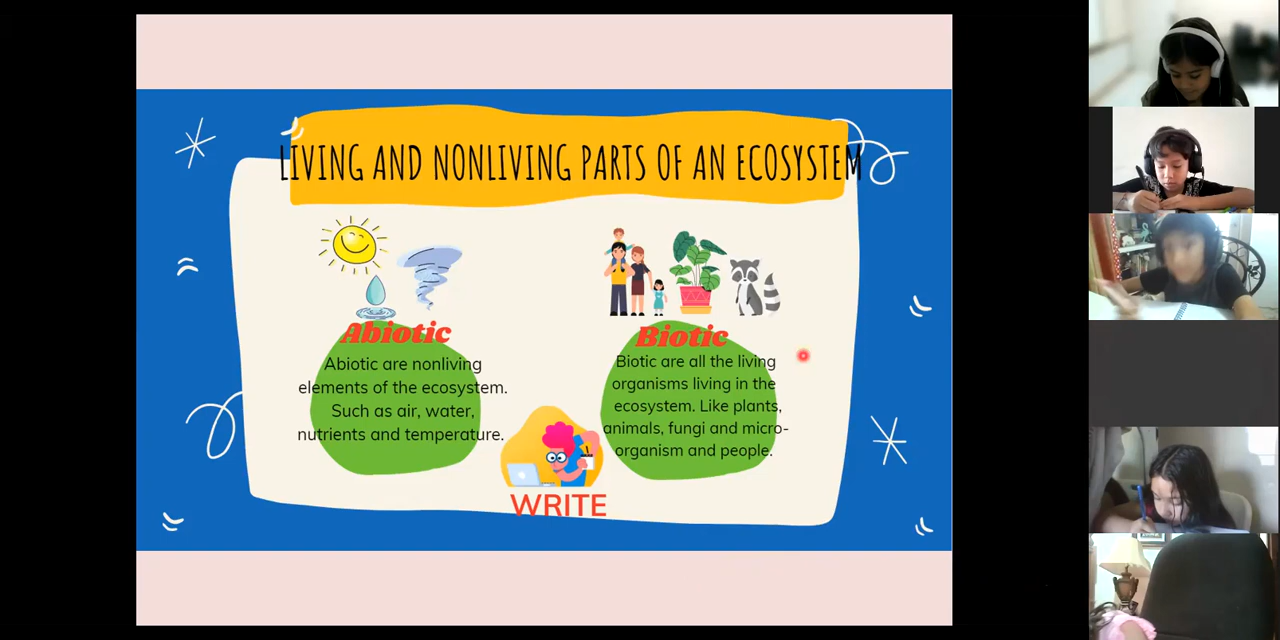 LIVING AND NONLIVING PARTS OF AN ECOSYSTEM
Abiotic
Abiotic are nonliving
elements of the ecosystem.
Such as air, water,
nutrients and temperature.
Biotic
Biotic are all the living
organisms living in the
ecosystem. Like plants,
animals, fungi and micro-
organism and people.
WRITE